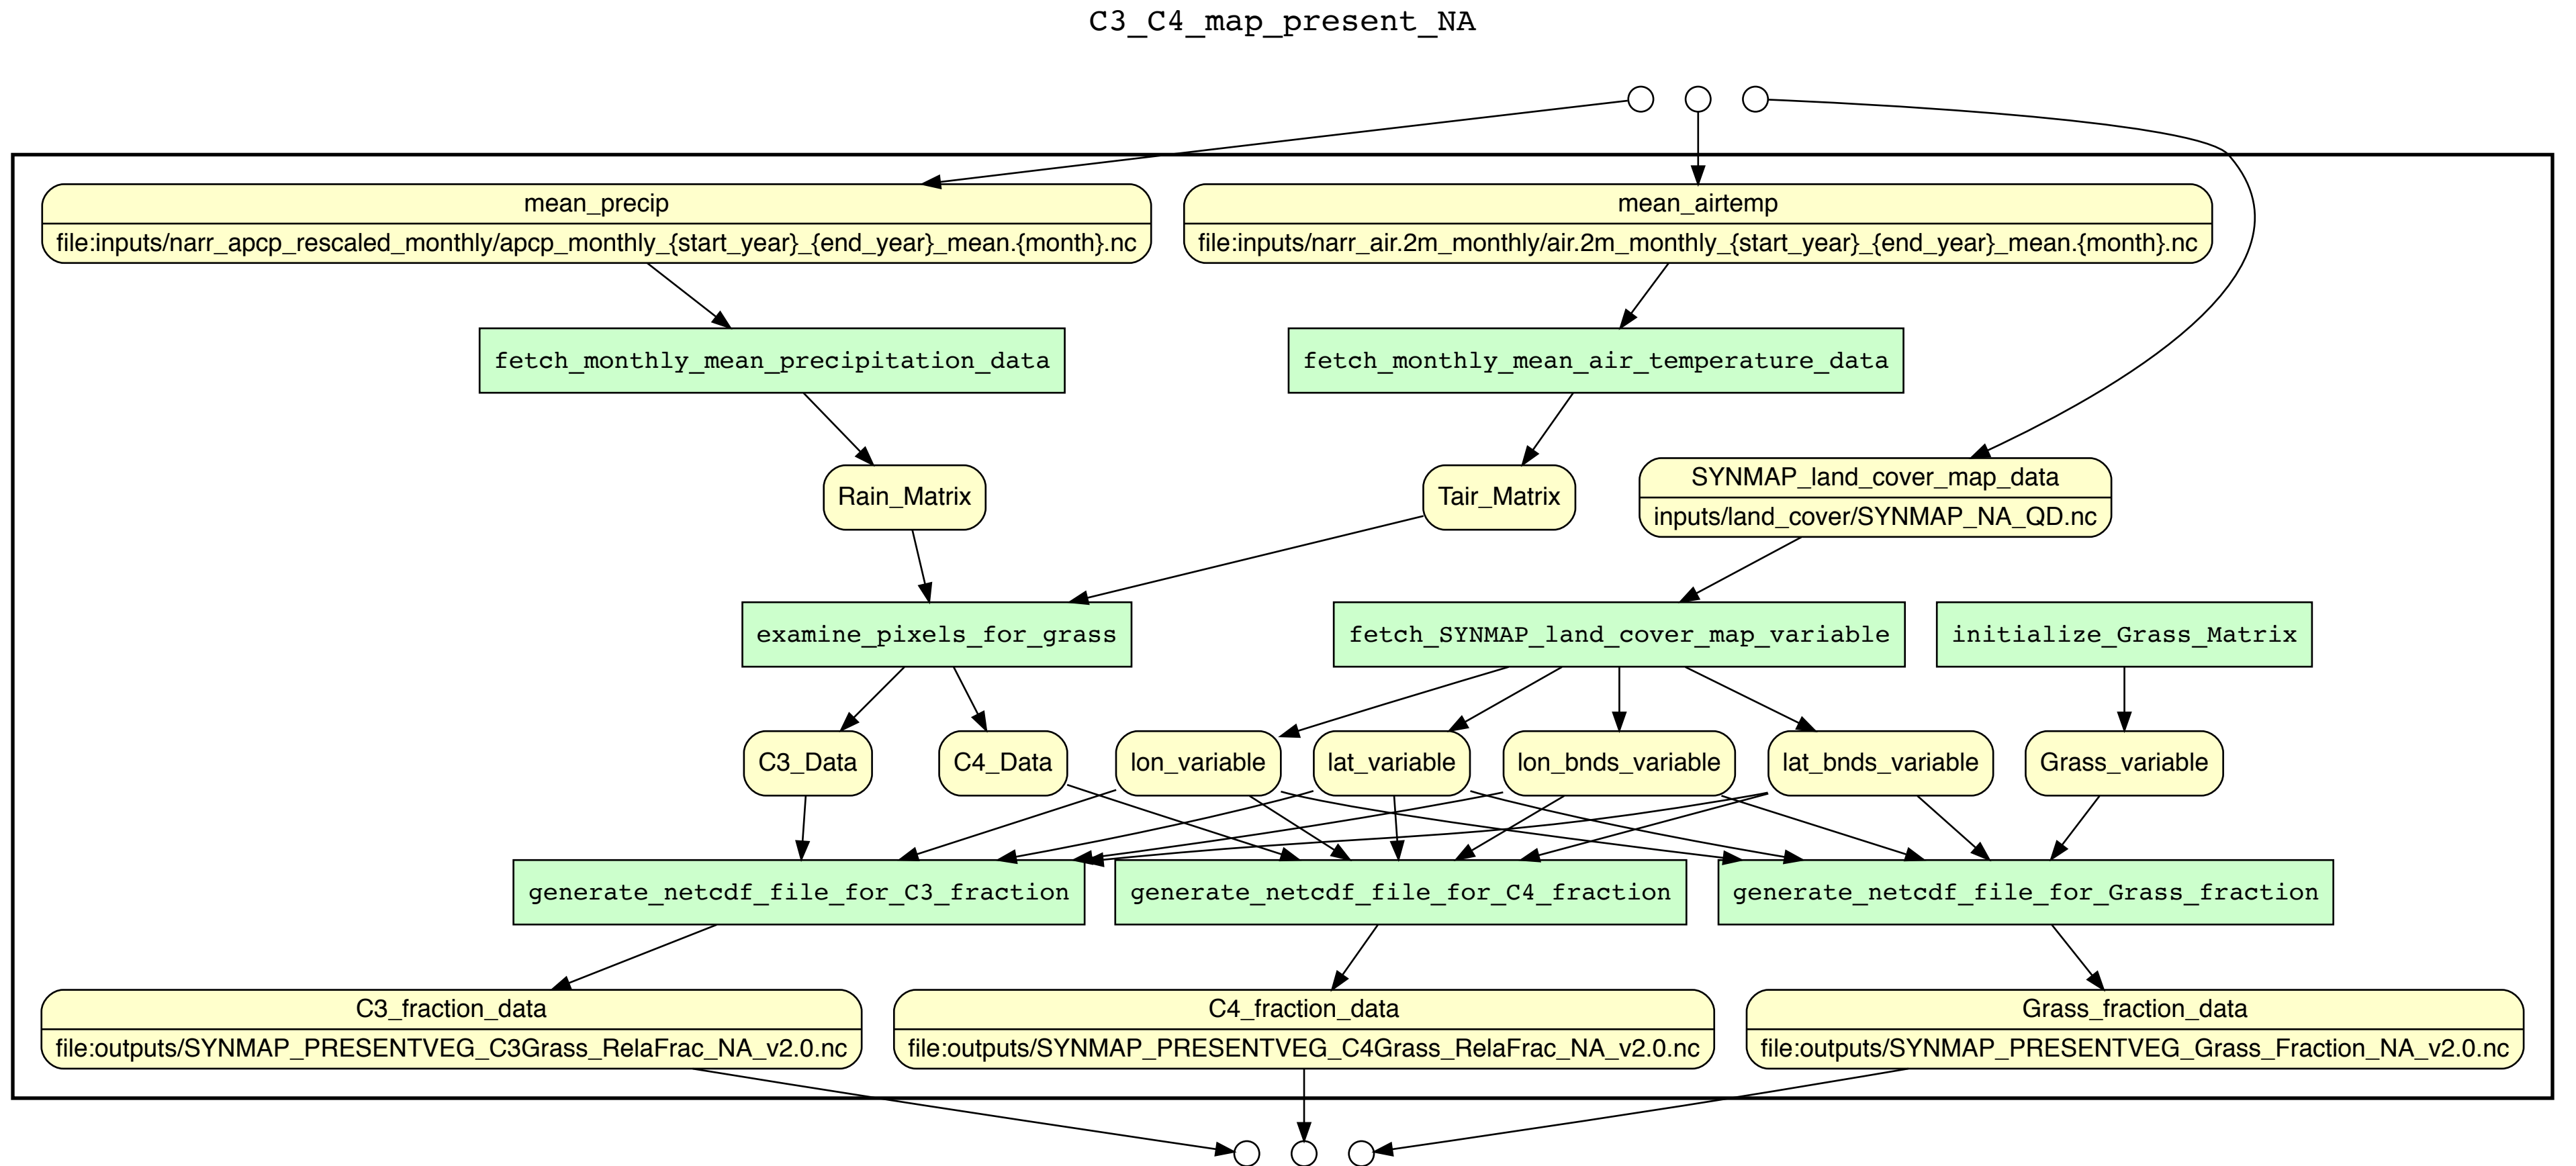 C3_C4_map_present_NA
mean_precip
file:inputs/narr_apcp_rescaled_monthly/apcp_monthly_{start_year}_{end_year}_mean.{month}.nc
mean_airtemp
file:inputs/narr_air.2m_monthly/air.2m_monthly_{start_year}_{end_year}_mean.{month}.nc
fetch_monthly_mean_precipitation_data
fetch_monthly_mean_air_temperature_data
Rain_Matrix
Tair_Matrix
SYNMAP_land_cover_map_data
inputs/land_cover/SYNMAP_NA_QD.nc
examine_pixels_for_grass
fetch_SYNMAP_land_cover_map_variable
initialize_Grass_Matrix
C3_Data
C4_Data
lon_variable
lat_variable
lon_bnds_variable
lat_bnds_variable
Grass_variable
generate_netcdf_file_for_C3_fraction
generate_netcdf_file_for_C4_fraction
generate_netcdf_file_for_Grass_fraction
C3_fraction_data
file:outputs/SYNMAP_PRESENTVEG_C3Grass_RelaFrac_NA_v2.0.nc
C4_fraction_data
file:outputs/SYNMAP_PRESENTVEG_C4Grass_RelaFrac_NA_v2.0.nc
Grass_fraction_data
file:outputs/SYNMAP_PRESENTVEG_Grass_Fraction_NA_v2.0.nc